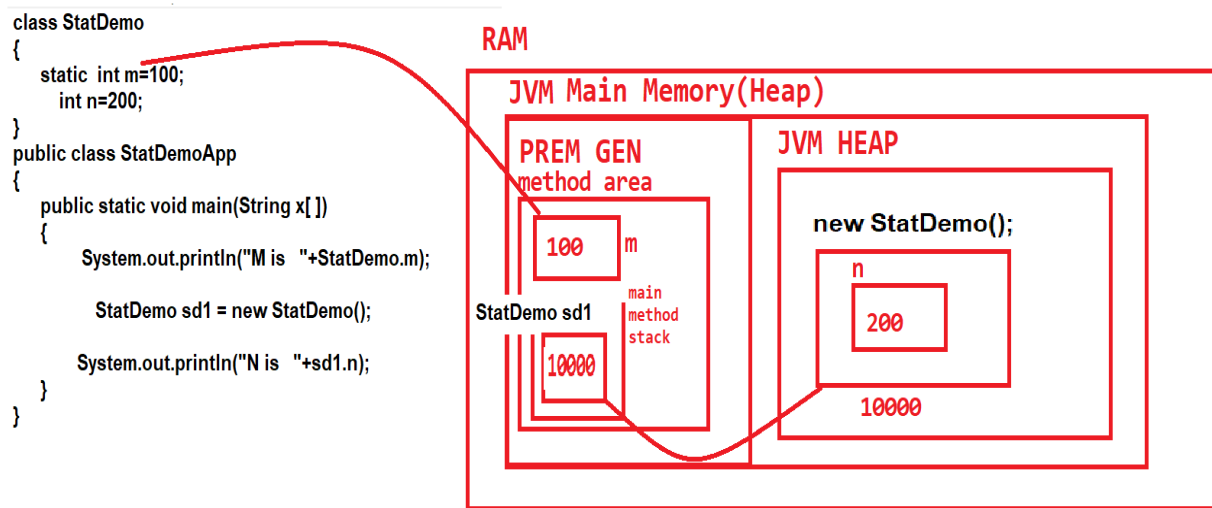 class StatDemo
{
static int m=100;
int n=200;
}
public class StatDemoApp
{
public static void main(String x[ ])
{
System.out.println("M is "+StatDemo.m);
StatDemo sd1 = new StatDemo();
System.out.println("N is "+sd1.n);
}
}
RAM
JVM Main Memory(Heap)
PREM GEN
method area
100
m
main
method
stack
StatDemo sd1
10000
JVM HEAP
new StatDemo();
n
200
10000